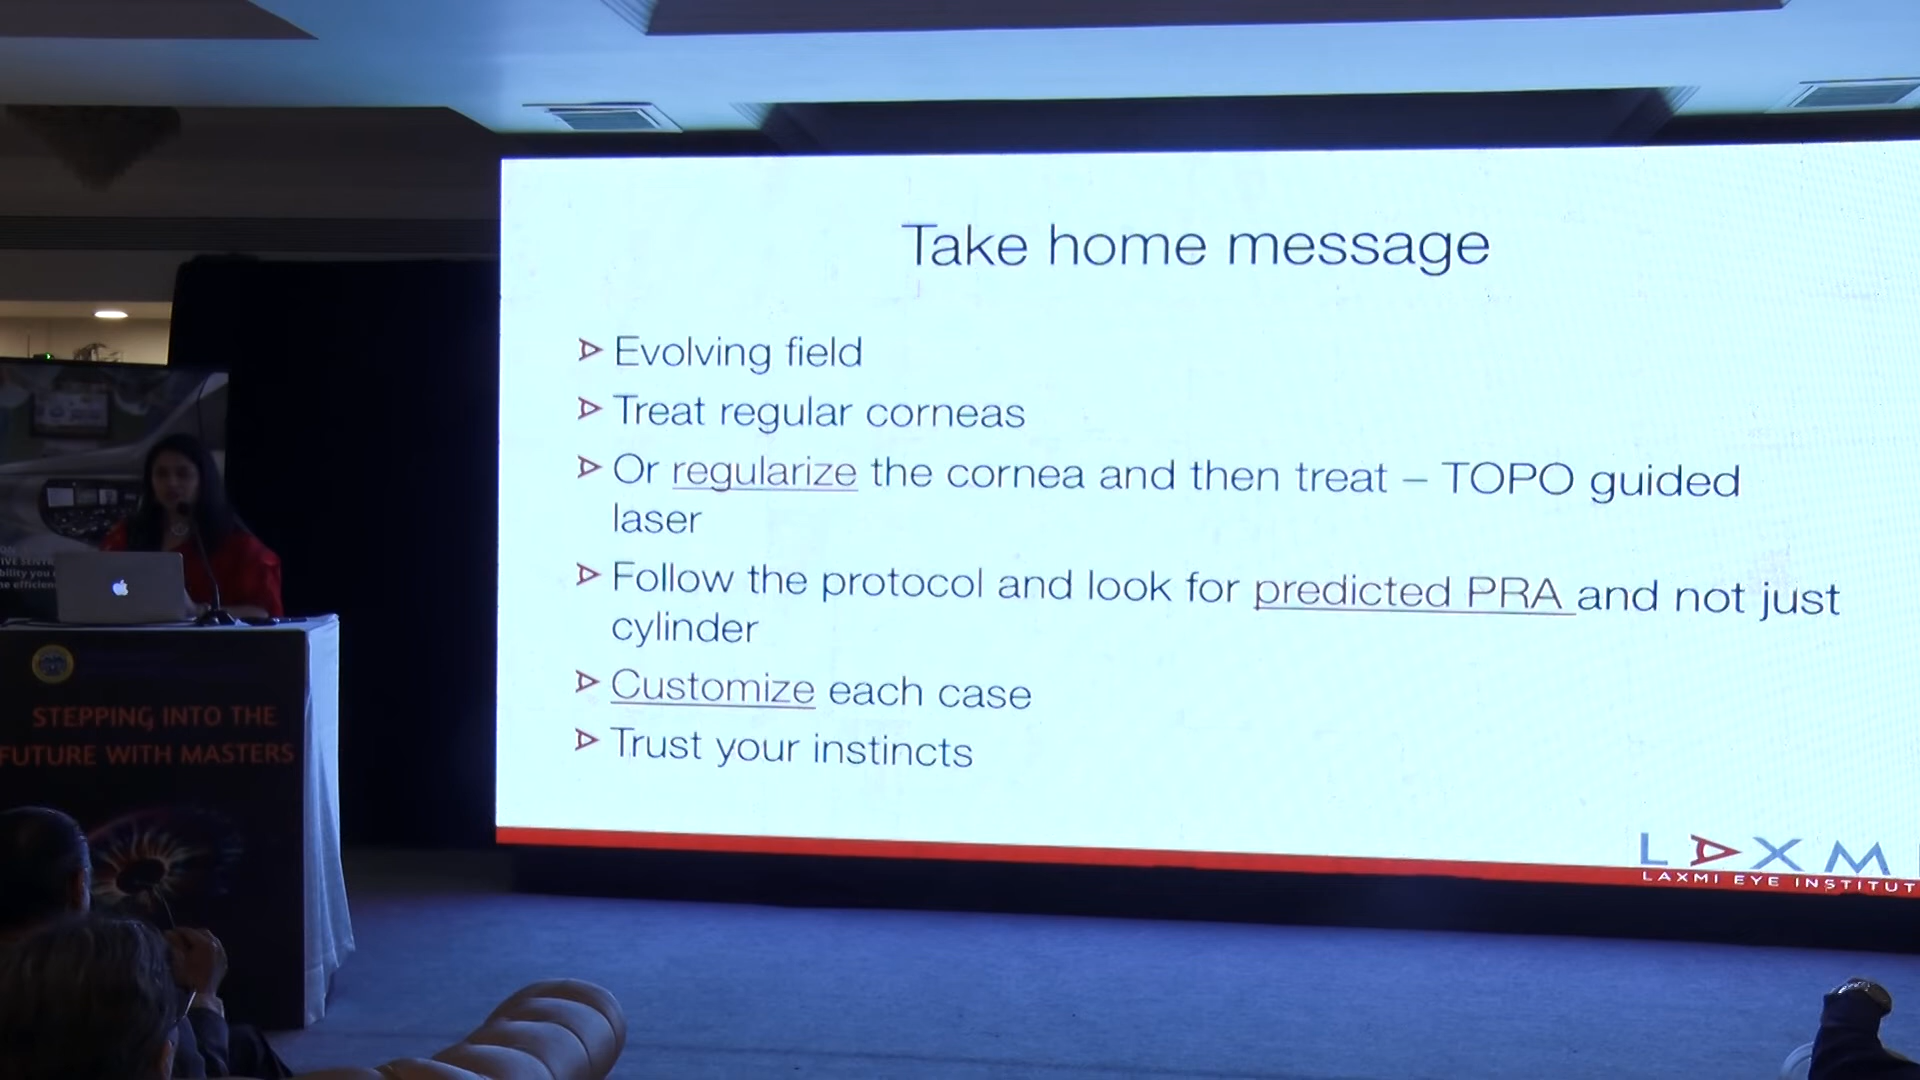 Take home message
Evolving field
Treat regular corneas
Or regularize the cornea and then treat – TOPO guided
laser
Follow the protocol and look for predicted PRA and not just
cylinder
Customize each case
Trust your instincts
LAXM
LAXMI EYE INSTITUT
STEPPING INTO THE
FUTURE WITH MASTERS